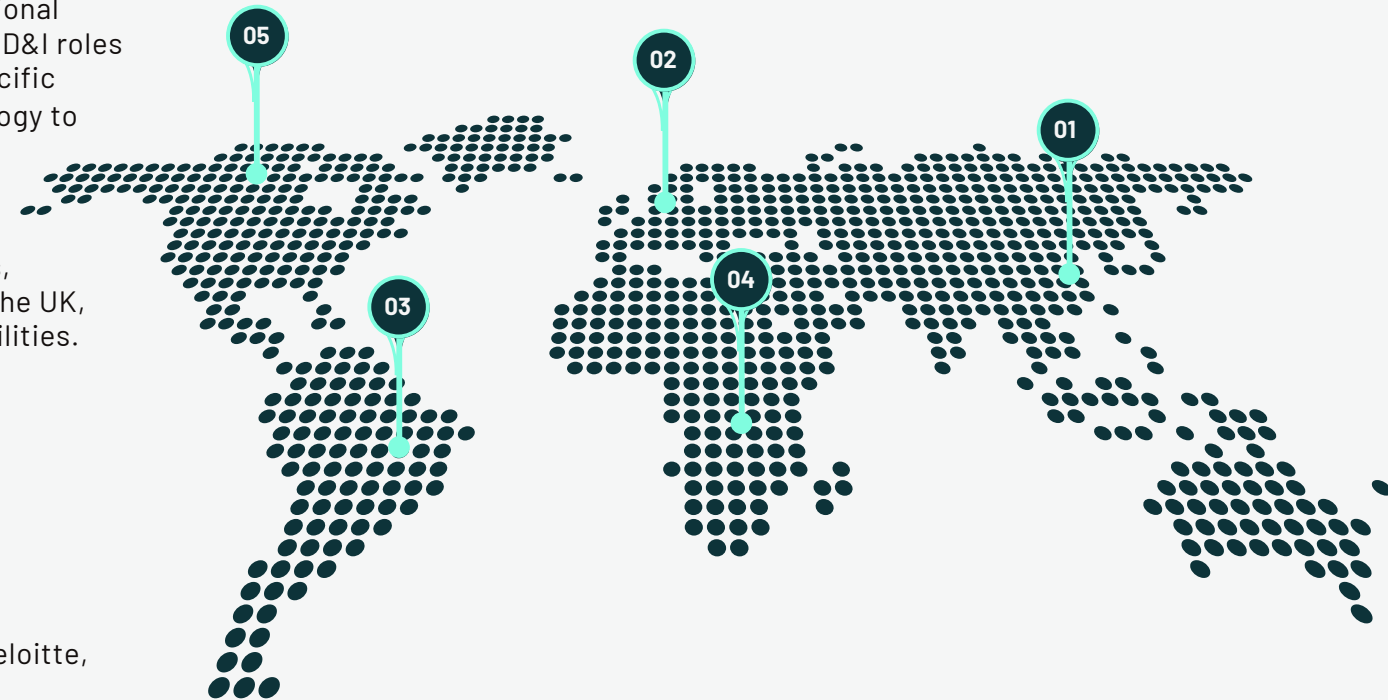 onal
D&I roles
cific
ogy to
he UK,
ilities.
eloitte,
05
02
01
04
03